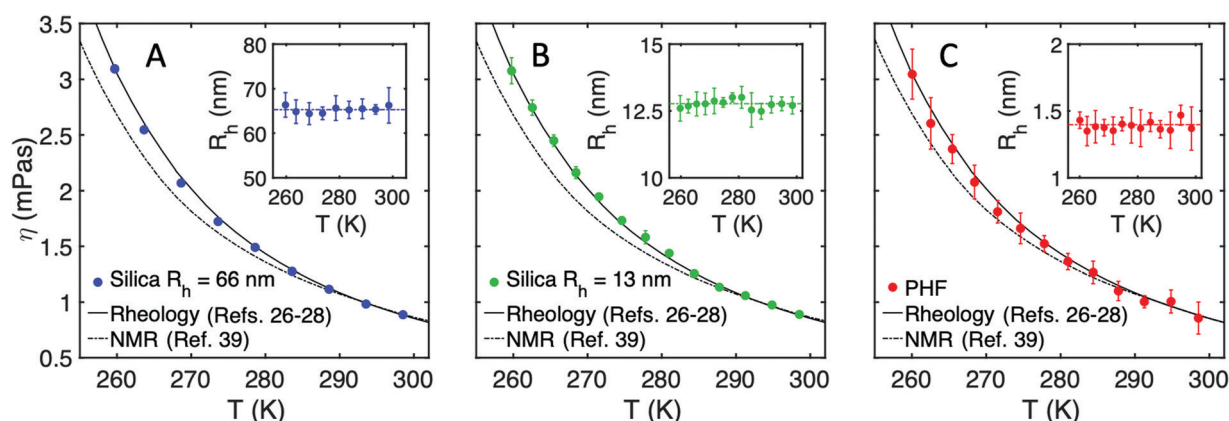 3.5
3
2.5
2
1.5
1
0.5
η (mPas)
A
80
70
60
50
R_h (nm)
260 280 300
T (K)
Silica R_h = 66 nm
Rheology (Refs. 26-28)
NMR (Ref. 39)
260 270 280 290 300
T (K)
B
15
12.8
10
R_h (nm)
260 280 300
T (K)
Silica R_h = 13 nm
Rheology (Refs. 26-28)
NMR (Ref. 39)
260 270 280 290 300
T (K)
C
2
1.5
1
R_h (nm)
260 280 300
T (K)
PHF
Rheology (Refs. 26-28)
NMR (Ref. 39)
260 270 280 290 300
T (K)